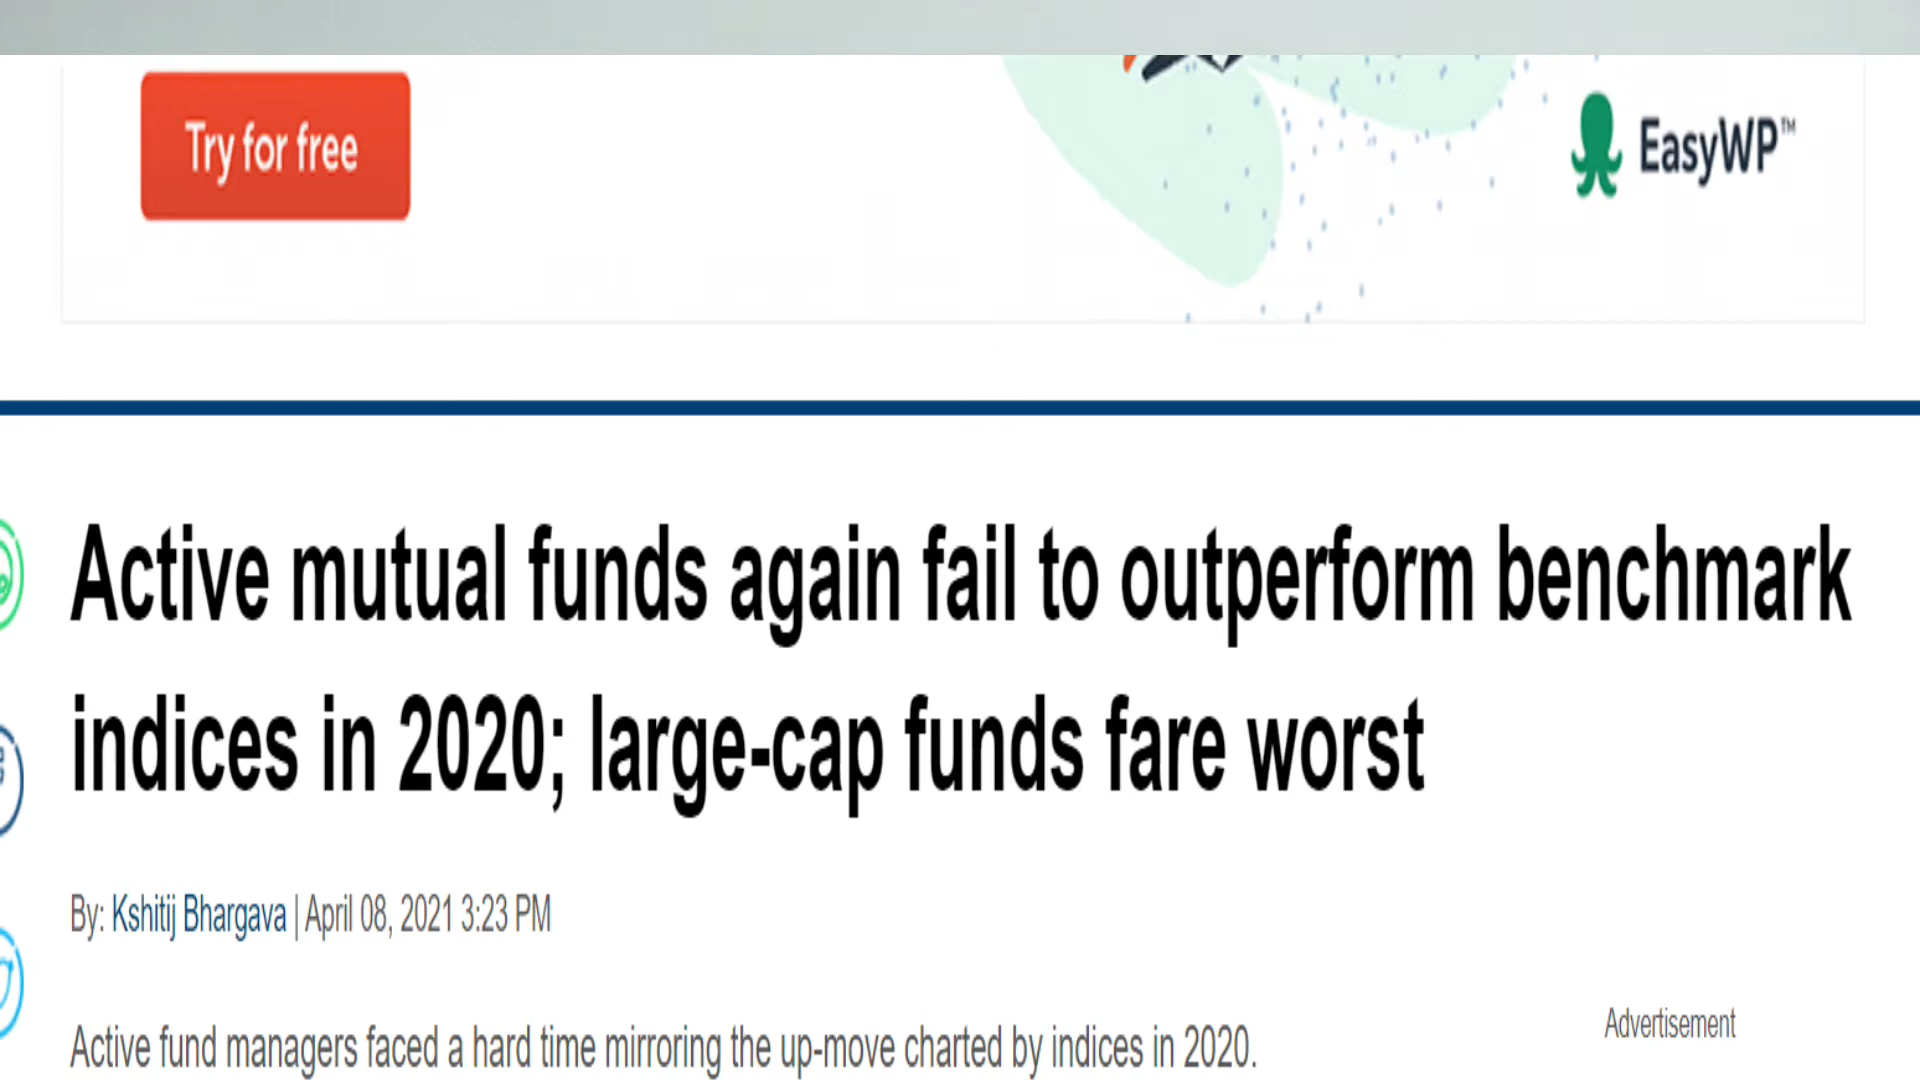 Try for free
EasyWP™
Active mutual funds again fail to outperform benchmark
indices in 2020; large-cap funds fare worst
By: Kshitij Bhargava | April 08, 2021 3:23 PM
Advertisement
Active fund managers faced a hard time mirroring the up-move charted by indices in 2020.